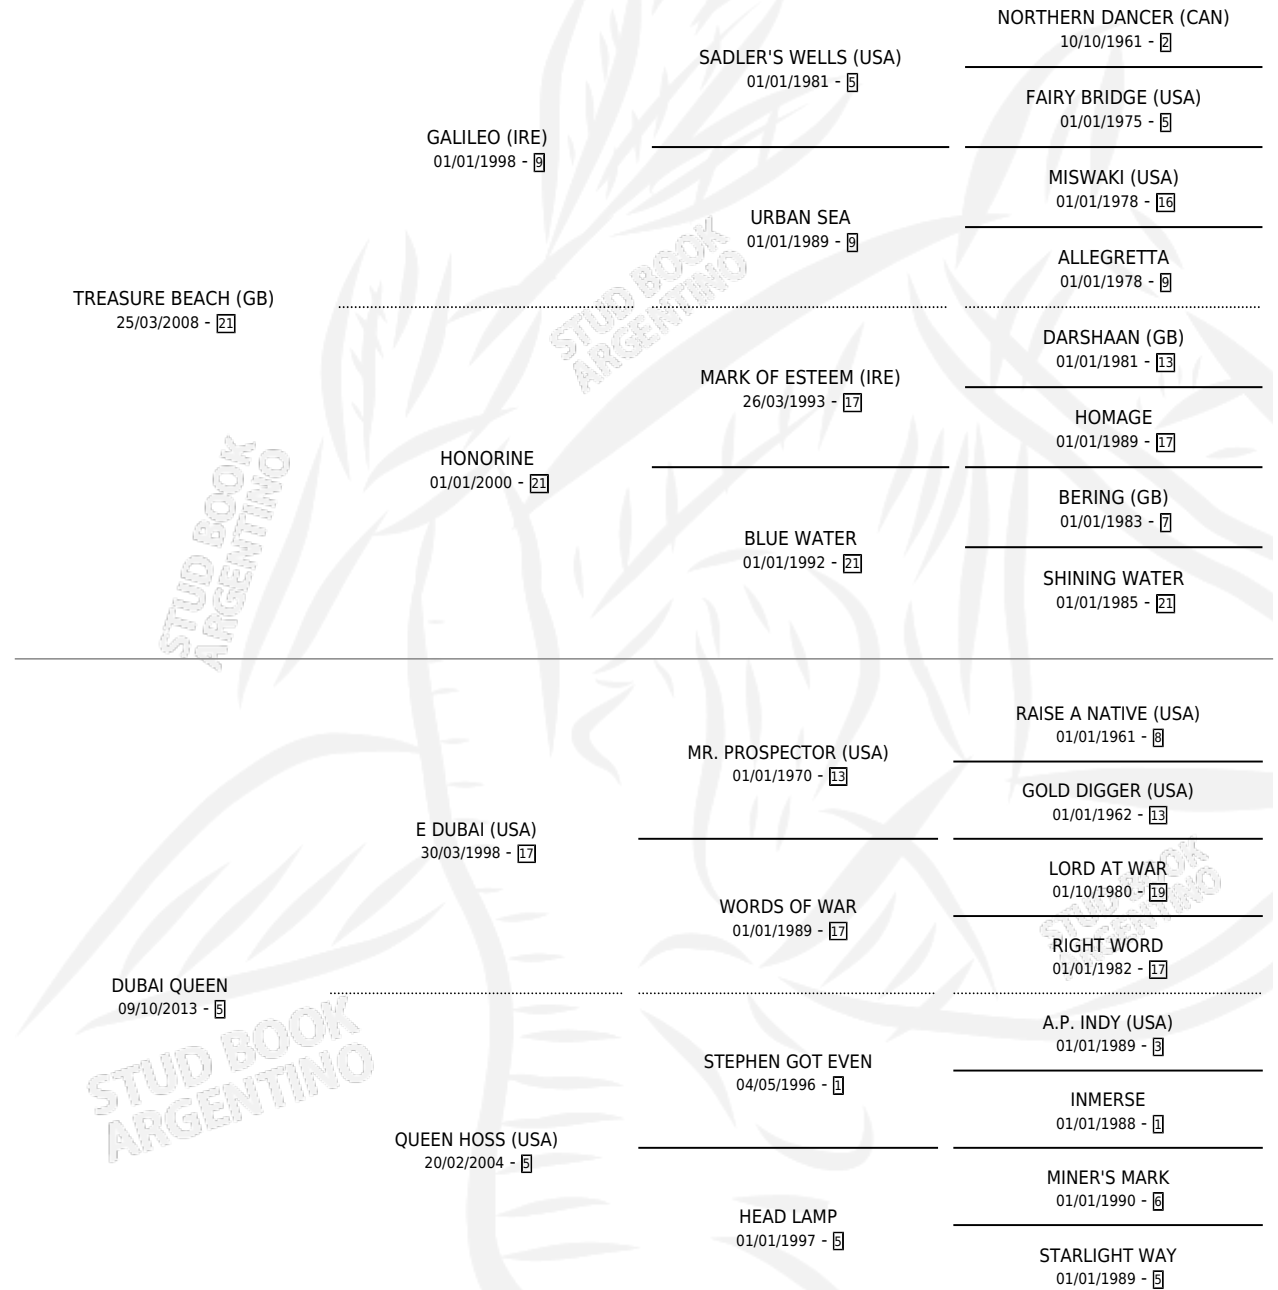 NORTHERN DANCER (CAN)
10/10/1961 - 2
SADLER'S WELLS (USA)
01/01/1981 - 5
FAIRY BRIDGE (USA)
01/01/1975 - 5
GALILEO (IRE)
01/01/1998 - 9
MISWAKI (USA)
01/01/1978 - 16
URBAN SEA
01/01/1989 - 9
ALLEGRETTA
01/01/1978 - 9
TREASURE BEACH (GB)
25/03/2008 - 21
STUD BOOK
ARGENTINO
DARSHAAN (GB)
01/01/1981 - 13
MARK OF ESTEEM (IRE)
26/03/1993 - 17
HOMAGE
01/01/1989 - 17
HONORINE
01/01/2000 - 21
STUD BOOK
ARGENTINO
BERING (GB)
01/01/1983 - 7
BLUE WATER
01/01/1992 - 21
SHINING WATER
01/01/1985 - 21
RAISE A NATIVE (USA)
01/01/1961 - 8
MR. PROSPECTOR (USA)
01/01/1970 - 13
GOLD DIGGER (USA)
01/01/1962 - 13
E DUBAI (USA)
30/03/1998 - 17
LORD AT WAR
01/10/1980 - 19
STUD BOOK
ARGENTINO
WORDS OF WAR
01/01/1989 - 17
RIGHT WORD
01/01/1982 - 17
DUBAI QUEEN
09/10/2013 - 5
STUD BOOK
ARGENTINO
A.P. INDY (USA)
01/01/1989 - 3
STEPHEN GOT EVEN
04/05/1996 - 1
INMERSE
01/01/1988 - 1
QUEEN HOSS (USA)
20/02/2004 - 5
MINER'S MARK
01/01/1990 - 6
HEAD LAMP
01/01/1997 - 5
STARLIGHT WAY
01/01/1989 - 5